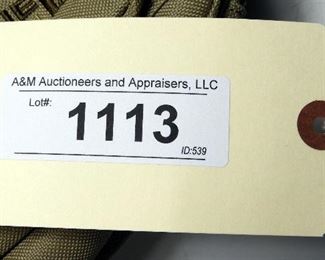 A&M Auctioneers and Appraisers, LLC
Lot#:
1113
ID:539